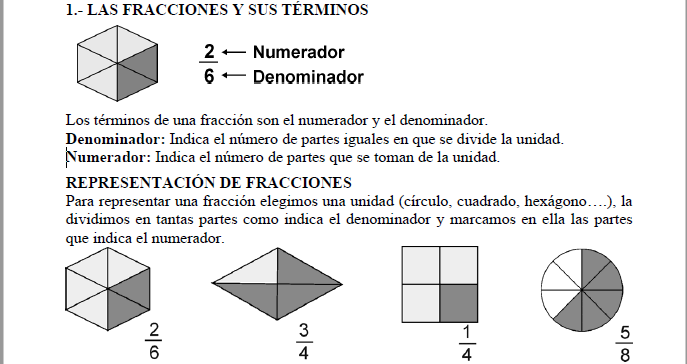 1.- LAS FRACCIONES Y SUS TÉRMINOS
2 ← Numerador
6 ← Denominador
Los términos de una fracción son el numerador y el denominador.
Denominador: Indica el número de partes iguales en que se divide la unidad.
Numerador: Indica el número de partes que se toman de la unidad.
REPRESENTACIÓN DE FRACCIONES
Para representar una fracción elegimos una unidad (círculo, cuadrado, hexágono….), la
dividimos en tantas partes como indica el denominador y marcamos en ella las partes
que indica el numerador.
2 3 1 5
6 4 4 8